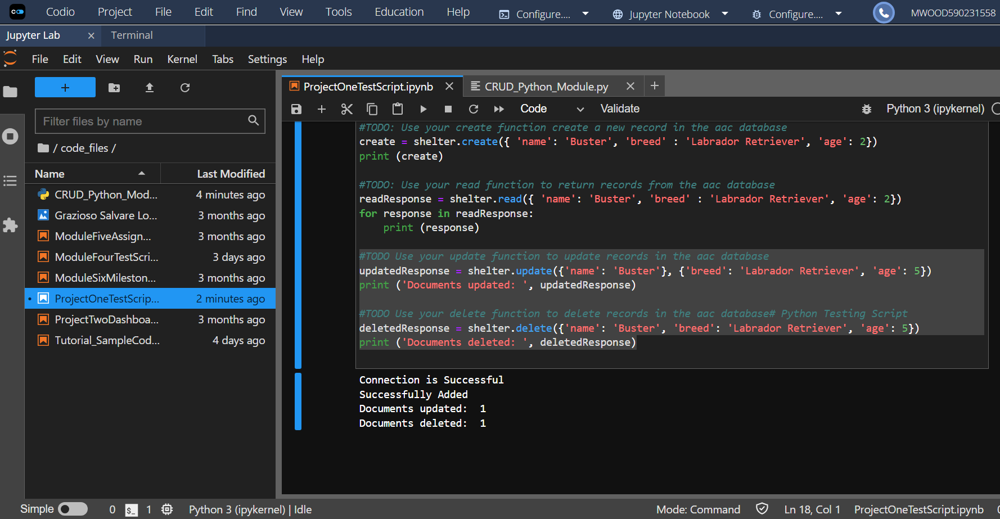 Codio Project File Edit Find View Tools Education Help Configure.... Jupyter Notebook Configure.... MWOOD590231558
Jupyter Lab Terminal
File Edit View Run Kernel Tabs Settings Help
ProjectOneTestScript.ipynb CRUD_Python_Module.py
Code Validate Python 3 (ipykernel)
Filter files by name
/ code_files /
Name Last Modified
CRUD_Python_Mod... 4 minutes ago
Grazioso Salvare Lo... 3 months ago
ModuleFiveAssign... 3 months ago
ModuleFourTestScri... 3 days ago
ModuleSixMileston... 3 months ago
ProjectOneTestScrip... 2 minutes ago
ProjectTwoDashboa... 3 months ago
Tutorial_SampleCod... 4 days ago
#TODO: Use your create function create a new record in the aac database
create = shelter.create({ 'name': 'Buster', 'breed' : 'Labrador Retriever', 'age': 2})
print (create)
#TODO: Use your read function to return records from the aac database
readResponse = shelter.read({ 'name': 'Buster', 'breed' : 'Labrador Retriever', 'age': 2})
for response in readResponse:
print (response)
#TODO Use your update function to update records in the aac database
updatedResponse = shelter.update({'name': 'Buster'}, {'breed': 'Labrador Retriever', 'age': 5})
print ('Documents updated: ', updatedResponse)
#TODO Use your delete function to delete records in the aac database# Python Testing Script
deletedResponse = shelter.delete({'name': 'Buster', 'breed': 'Labrador Retriever', 'age': 5})
print ('Documents deleted: ', deletedResponse)
Connection is Successful
Successfully Added
Documents updated:  1
Documents deleted:  1
Simple 0 $_ 1 Python 3 (ipykernel) | Idle Mode: Command Ln 18, Col 1 ProjectOneTestScript.ipynb